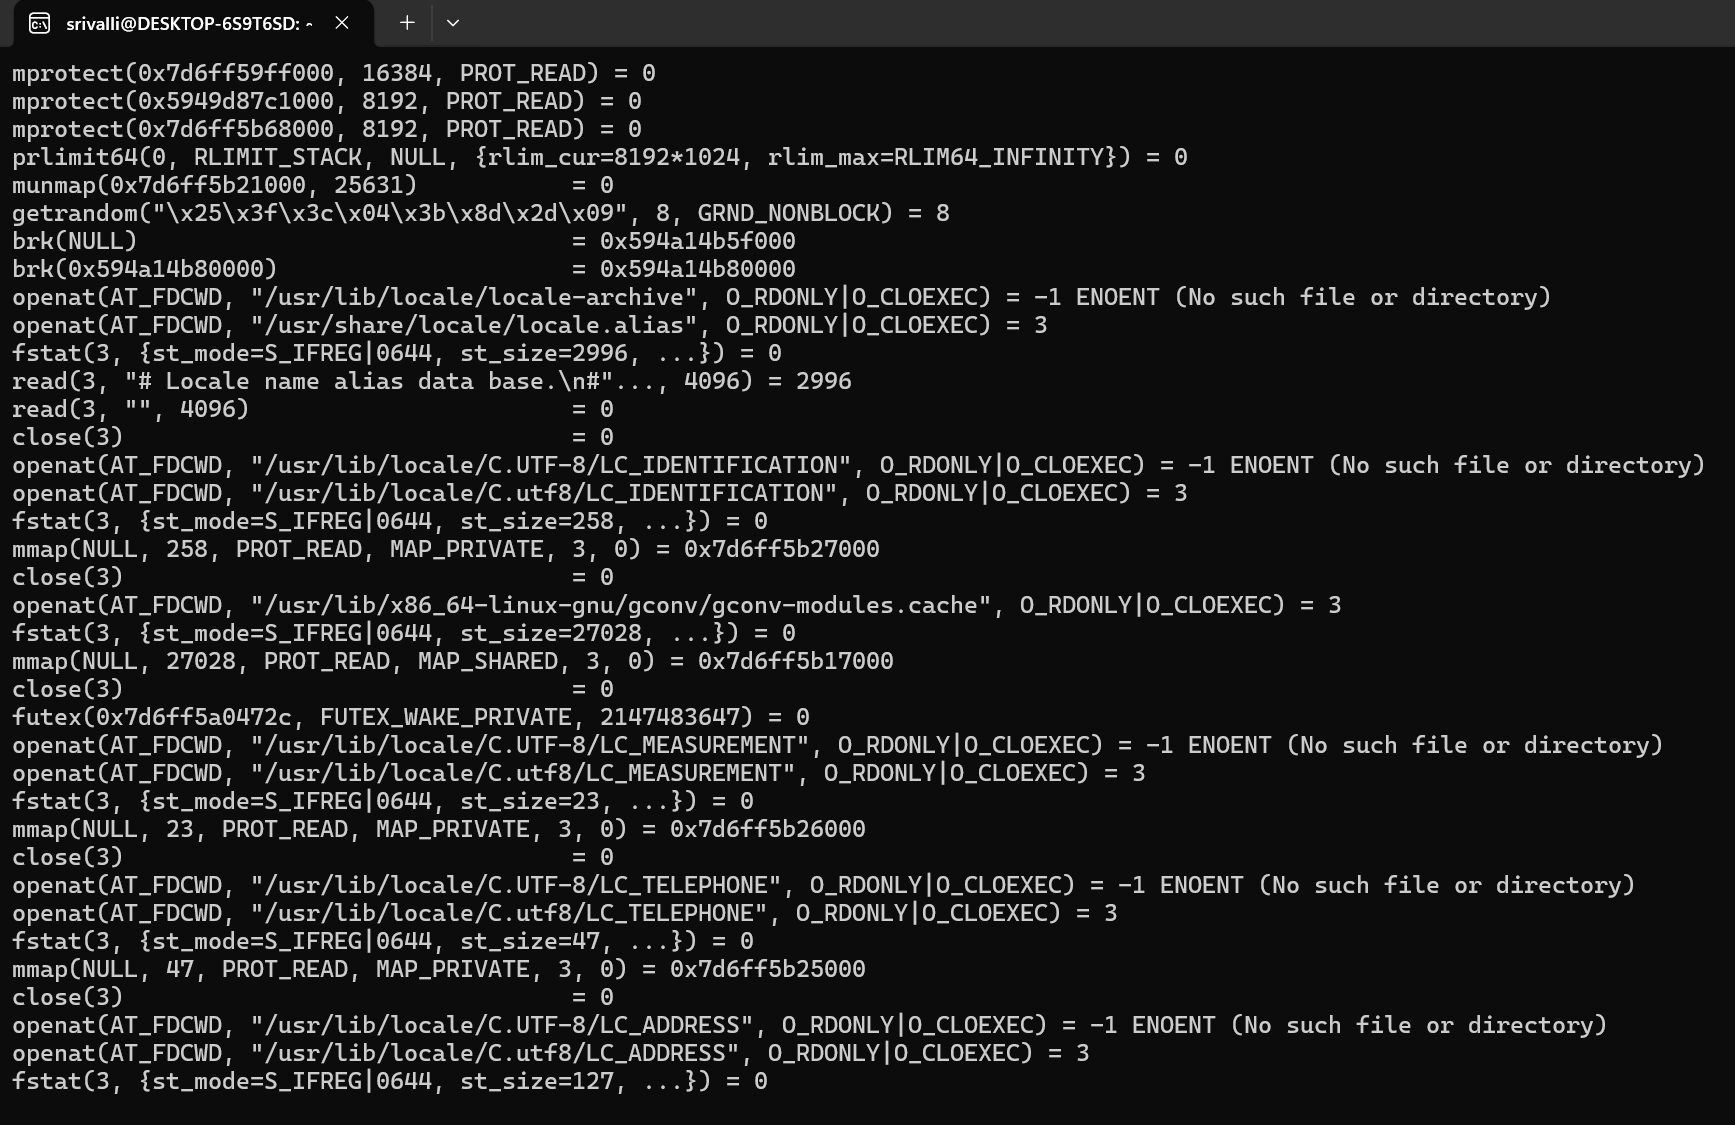 srivalli@DESKTOP-6S9T6SD: ~
mprotect(0x7d6ff59ff000, 16384, PROT_READ) = 0
mprotect(0x5949d87c1000, 8192, PROT_READ) = 0
mprotect(0x7d6ff5b68000, 8192, PROT_READ) = 0
prlimit64(0, RLIMIT_STACK, NULL, {rlim_cur=8192*1024, rlim_max=RLIM64_INFINITY}) = 0
munmap(0x7d6ff5b21000, 25631)           = 0
getrandom("\x25\x3f\x3c\x04\x3b\x8d\x2d\x09", 8, GRND_NONBLOCK) = 8
brk(NULL)                               = 0x594a14b5f000
brk(0x594a14b80000)                     = 0x594a14b80000
openat(AT_FDCWD, "/usr/lib/locale/locale-archive", O_RDONLY|O_CLOEXEC) = -1 ENOENT (No such file or directory)
openat(AT_FDCWD, "/usr/share/locale/locale.alias", O_RDONLY|O_CLOEXEC) = 3
fstat(3, {st_mode=S_IFREG|0644, st_size=2996, ...}) = 0
read(3, "# Locale name alias data base.\n#"..., 4096) = 2996
read(3, "", 4096)                       = 0
close(3)                                = 0
openat(AT_FDCWD, "/usr/lib/locale/C.UTF-8/LC_IDENTIFICATION", O_RDONLY|O_CLOEXEC) = -1 ENOENT (No such file or directory)
openat(AT_FDCWD, "/usr/lib/locale/C.utf8/LC_IDENTIFICATION", O_RDONLY|O_CLOEXEC) = 3
fstat(3, {st_mode=S_IFREG|0644, st_size=258, ...}) = 0
mmap(NULL, 258, PROT_READ, MAP_PRIVATE, 3, 0) = 0x7d6ff5b27000
close(3)                                = 0
openat(AT_FDCWD, "/usr/lib/x86_64-linux-gnu/gconv/gconv-modules.cache", O_RDONLY|O_CLOEXEC) = 3
fstat(3, {st_mode=S_IFREG|0644, st_size=27028, ...}) = 0
mmap(NULL, 27028, PROT_READ, MAP_SHARED, 3, 0) = 0x7d6ff5b17000
close(3)                                = 0
futex(0x7d6ff5a0472c, FUTEX_WAKE_PRIVATE, 2147483647) = 0
openat(AT_FDCWD, "/usr/lib/locale/C.UTF-8/LC_MEASUREMENT", O_RDONLY|O_CLOEXEC) = -1 ENOENT (No such file or directory)
openat(AT_FDCWD, "/usr/lib/locale/C.utf8/LC_MEASUREMENT", O_RDONLY|O_CLOEXEC) = 3
fstat(3, {st_mode=S_IFREG|0644, st_size=23, ...}) = 0
mmap(NULL, 23, PROT_READ, MAP_PRIVATE, 3, 0) = 0x7d6ff5b26000
close(3)                                = 0
openat(AT_FDCWD, "/usr/lib/locale/C.UTF-8/LC_TELEPHONE", O_RDONLY|O_CLOEXEC) = -1 ENOENT (No such file or directory)
openat(AT_FDCWD, "/usr/lib/locale/C.utf8/LC_TELEPHONE", O_RDONLY|O_CLOEXEC) = 3
fstat(3, {st_mode=S_IFREG|0644, st_size=47, ...}) = 0
mmap(NULL, 47, PROT_READ, MAP_PRIVATE, 3, 0) = 0x7d6ff5b25000
close(3)                                = 0
openat(AT_FDCWD, "/usr/lib/locale/C.UTF-8/LC_ADDRESS", O_RDONLY|O_CLOEXEC) = -1 ENOENT (No such file or directory)
openat(AT_FDCWD, "/usr/lib/locale/C.utf8/LC_ADDRESS", O_RDONLY|O_CLOEXEC) = 3
fstat(3, {st_mode=S_IFREG|0644, st_size=127, ...}) = 0